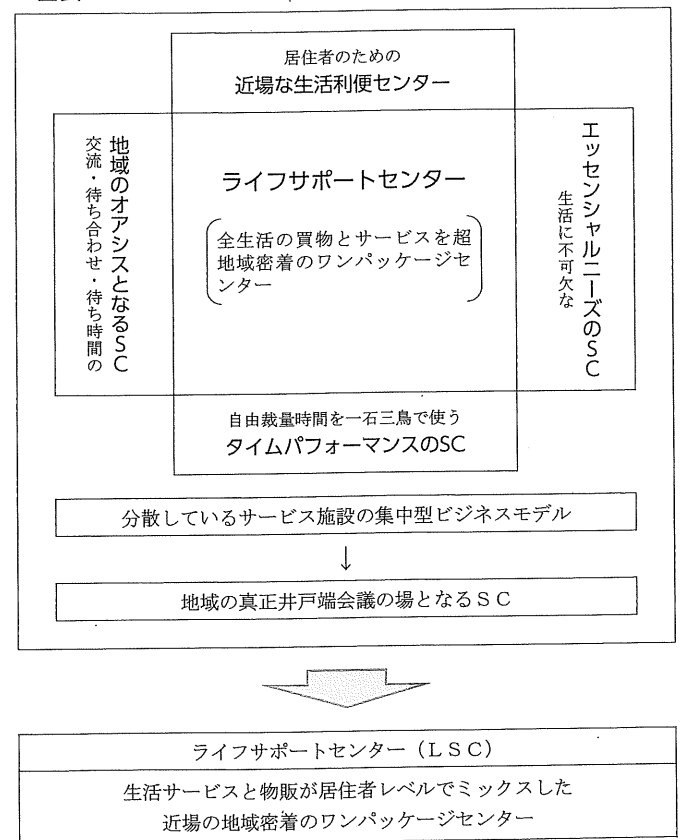 居住者のための
近場な生活利便センター
地域のオアシスとなるSC
交流・待ち合わせ・待ち時間の
ライフサポートセンター
全生活の買物とサービスを超
地域密着のワンパッケージセ
ンター
エッセンシャルニーズのSC
生活に不可欠な
自由裁量時間を一石三鳥で使う
タイムパフォーマンスのSC
分散しているサービス施設の集中型ビジネスモデル
↓
地域の真正井戸端会議の場となるSC
ライフサポートセンター（LSC）
生活サービスと物販が居住者レベルでミックスした
近場の地域密着のワンパッケージセンター